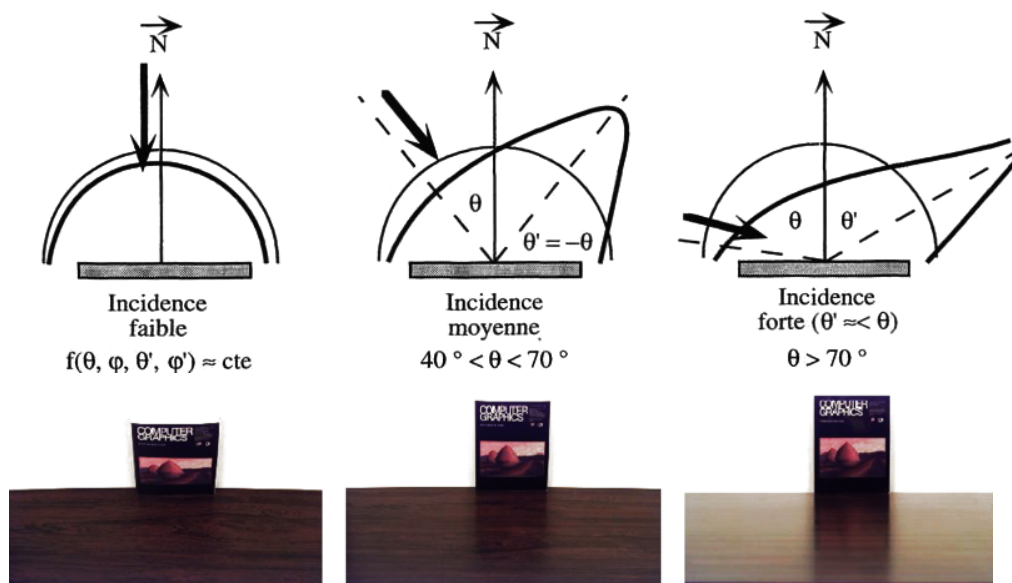 N
N
N
θ
θ' = –θ
θ
θ'
Incidence
faible
f(θ, φ, θ', φ') ≈ cte
Incidence
moyenne
40 ° < θ < 70 °
Incidence
forte (θ' ≈< θ)
θ > 70 °
COMPUTER
GRAPHICS
COMPUTER
GRAPHICS
COMPUTER
GRAPHICS